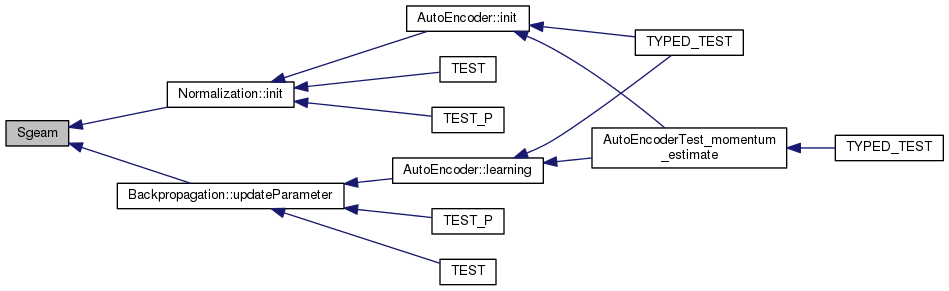 AutoEncoder::init
TYPED_TEST
TEST
Normalization::init
TEST_P
Sgeam
AutoEncoderTest_momentum
_estimate
TYPED_TEST
AutoEncoder::learning
Backpropagation::updateParameter
TEST_P
TEST